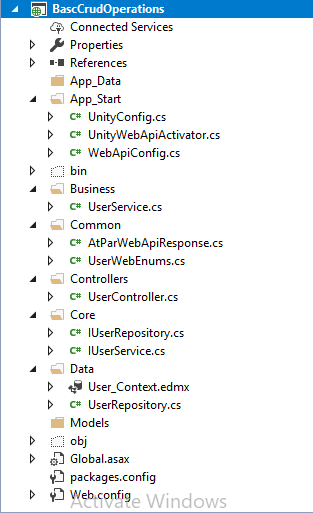 BascCrudOperations
Connected Services
Properties
References
App_Data
App_Start
C# UnityConfig.cs
C# UnityWebApiActivator.cs
C# WebApiConfig.cs
bin
Business
C# UserService.cs
Common
C# AtParWebApiResponse.cs
C# UserWebEnums.cs
Controllers
C# UserController.cs
Core
C# IUserRepository.cs
C# IUserService.cs
Data
User_Context.edmx
C# UserRepository.cs
Models
obj
Global.asax
packages.config
Web.config
Activate Windows